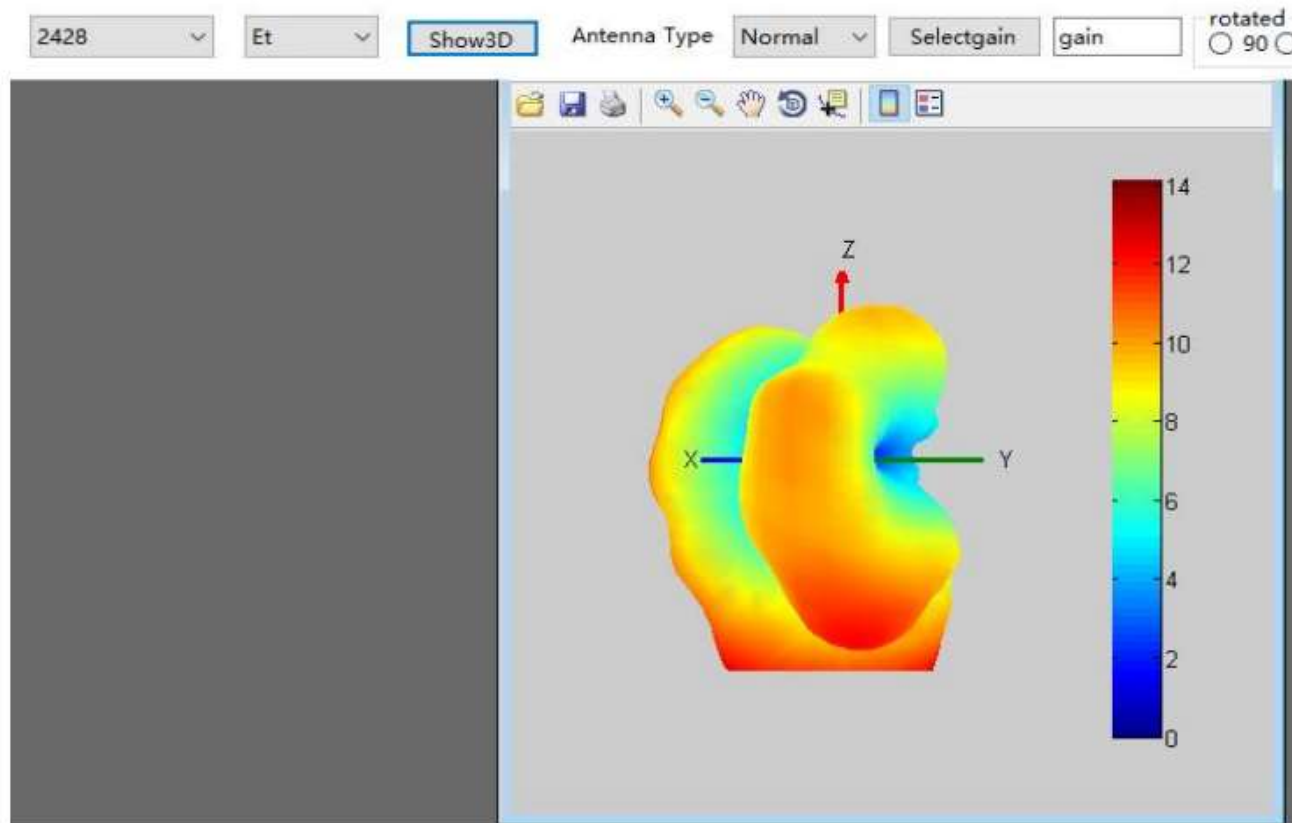 2428
Et
Show3D
Antenna Type
Normal
Selectgain
gain
rotated
90
14
Z
12
10
8
X
Y
6
4
2
0